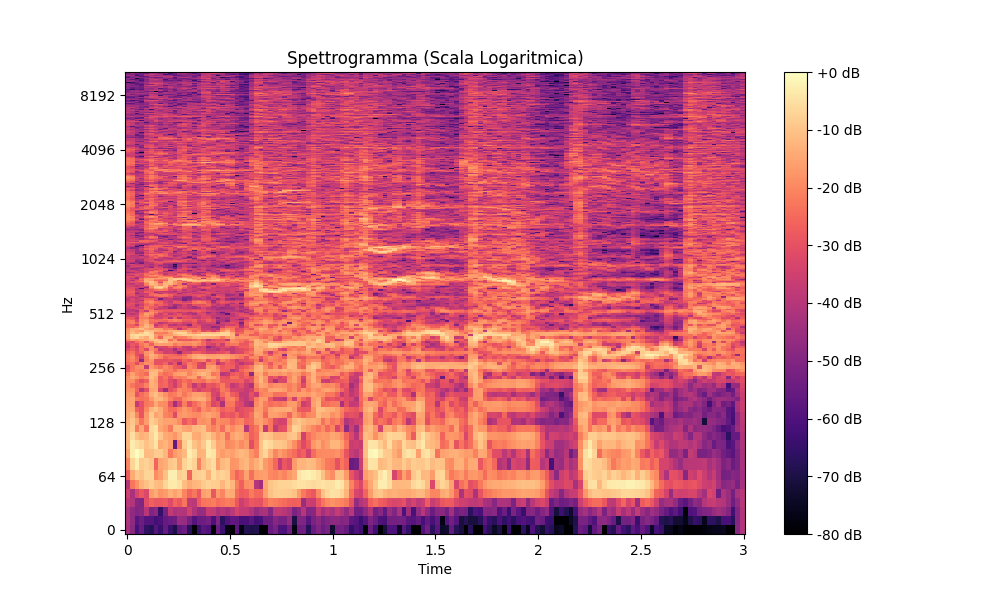 Spettrogramma (Scala Logaritmica)
8192
4096
2048
1024
512
256
128
64
0
Hz
0
0.5
1
1.5
2
2.5
3
Time
+0 dB
-10 dB
-20 dB
-30 dB
-40 dB
-50 dB
-60 dB
-70 dB
-80 dB